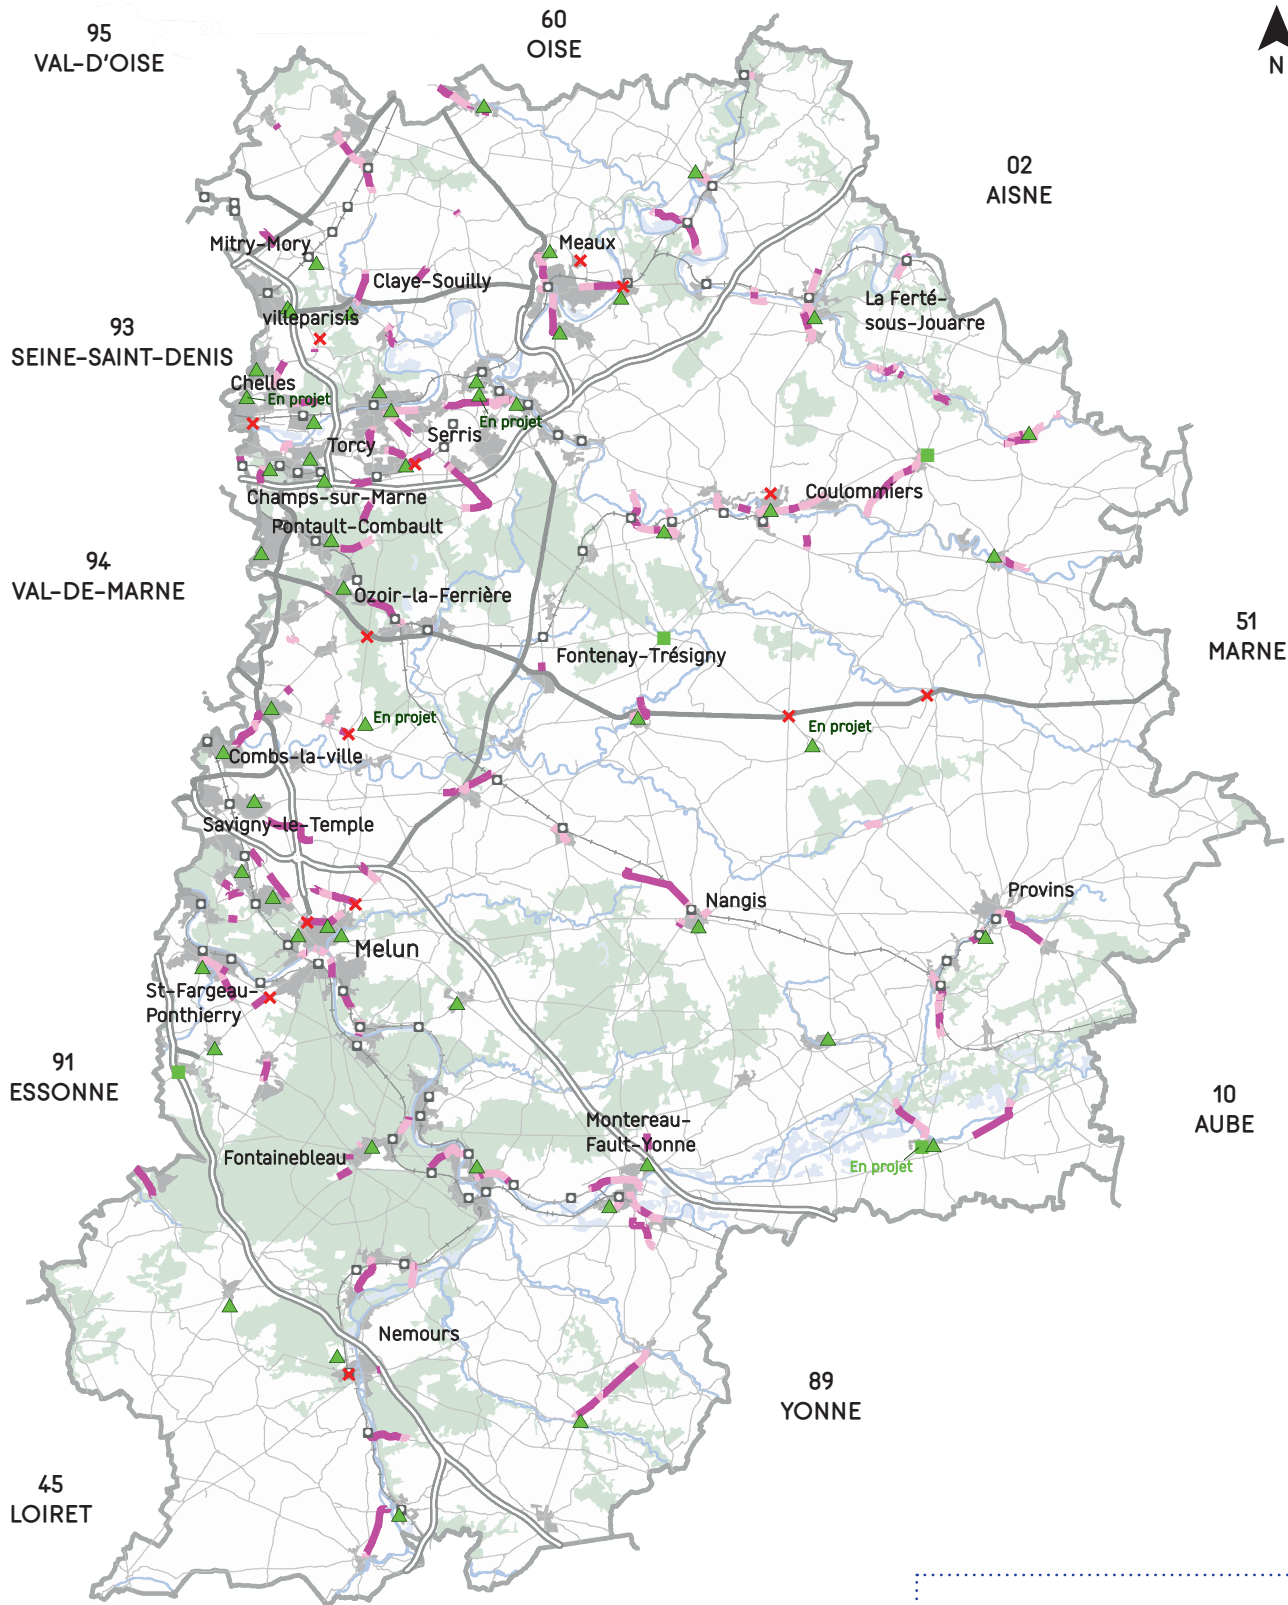 95
VAL-D'OISE
60
OISE
N
02
AISNE
Mitry-Mory
Meaux
Claye-Souilly
La Ferté-
sous-Jouarre
villeparisis
93
SEINE-SAINT-DENIS
Chelles
En projet
En projet
Torcy
Serris
Champs-sur-Marne
Coulommiers
Pontault-Combault
94
VAL-DE-MARNE
Ozoir-la-Ferrière
51
MARNE
Fontenay-Trésigny
En projet
En projet
Combs-la-ville
Savigny-le-Temple
Nangis
Provins
Melun
St-Fargeau-
Ponthierry
91
ESSONNE
10
AUBE
Montereau-
Fault-Yonne
Fontainebleau
En projet
Nemours
89
YONNE
45
LOIRET